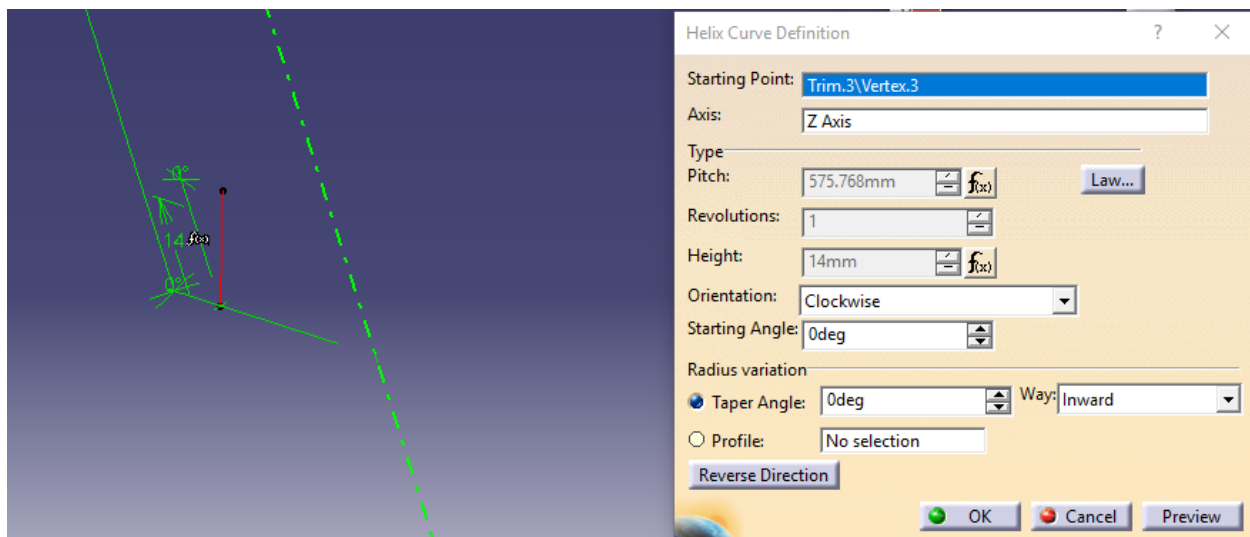 Helix Curve Definition
?
Starting Point: Trim.3\Vertex.3
Axis: Z Axis
Type
Pitch: 575.768mm f(x) Law...
Revolutions: 1
Height: 14mm f(x)
Orientation: Clockwise
Starting Angle: 0deg
Radius variation
Taper Angle: 0deg Way: Inward
Profile: No selection
Reverse Direction
OK Cancel Preview
0°
14 f(x)
0°